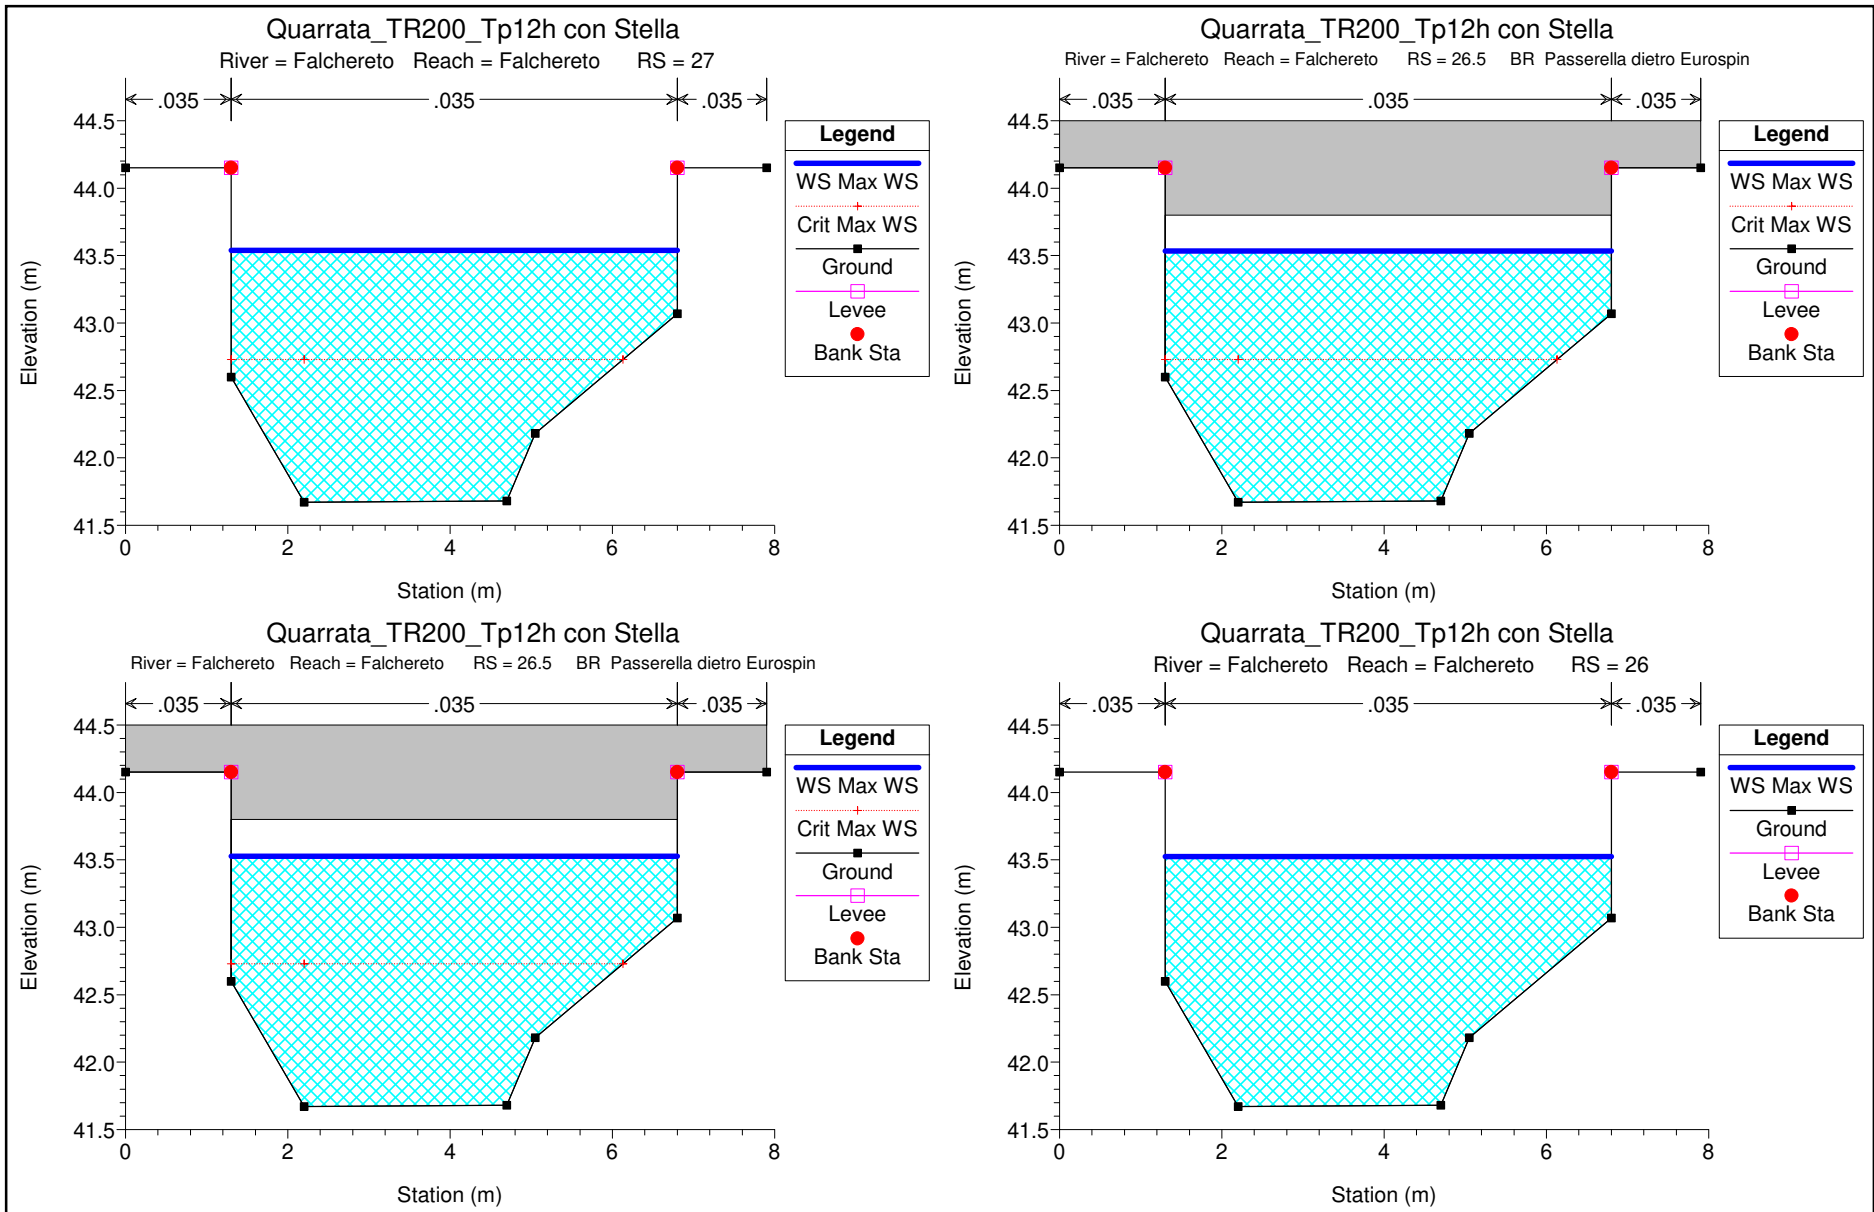 Quarrata_TR200_Tp12h con Stella
River = Falchereto Reach = Falchereto RS = 27
.035 .035 .035
44.5
44.0
43.5
43.0
42.5
42.0
41.5
0 2 4 6 8
Station (m)
Elevation (m)
Legend
WS Max WS
Crit Max WS
Ground
Levee
Bank Sta
Quarrata_TR200_Tp12h con Stella
River = Falchereto Reach = Falchereto RS = 26.5 BR Passerella dietro Eurospin
.035 .035 .035
44.5
44.0
43.5
43.0
42.5
42.0
41.5
0 2 4 6 8
Station (m)
Elevation (m)
Legend
WS Max WS
Crit Max WS
Ground
Levee
Bank Sta
Quarrata_TR200_Tp12h con Stella
River = Falchereto Reach = Falchereto RS = 26.5 BR Passerella dietro Eurospin
.035 .035 .035
44.5
44.0
43.5
43.0
42.5
42.0
41.5
0 2 4 6 8
Station (m)
Elevation (m)
Legend
WS Max WS
Crit Max WS
Ground
Levee
Bank Sta
Quarrata_TR200_Tp12h con Stella
River = Falchereto Reach = Falchereto RS = 26
.035 .035 .035
44.5
44.0
43.5
43.0
42.5
42.0
41.5
0 2 4 6 8
Station (m)
Elevation (m)
Legend
WS Max WS
Ground
Levee
Bank Sta